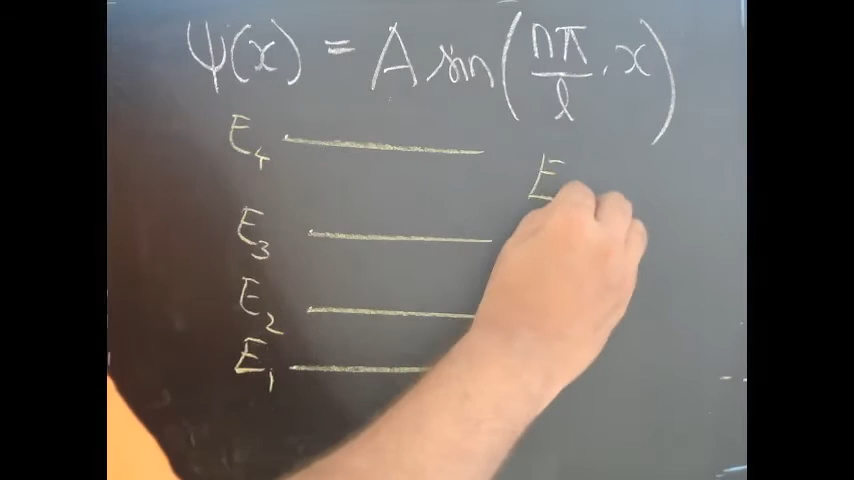 Ψ(x) = A sin(nπ/l . x)
E₄
E
E₃
E₂
E₁